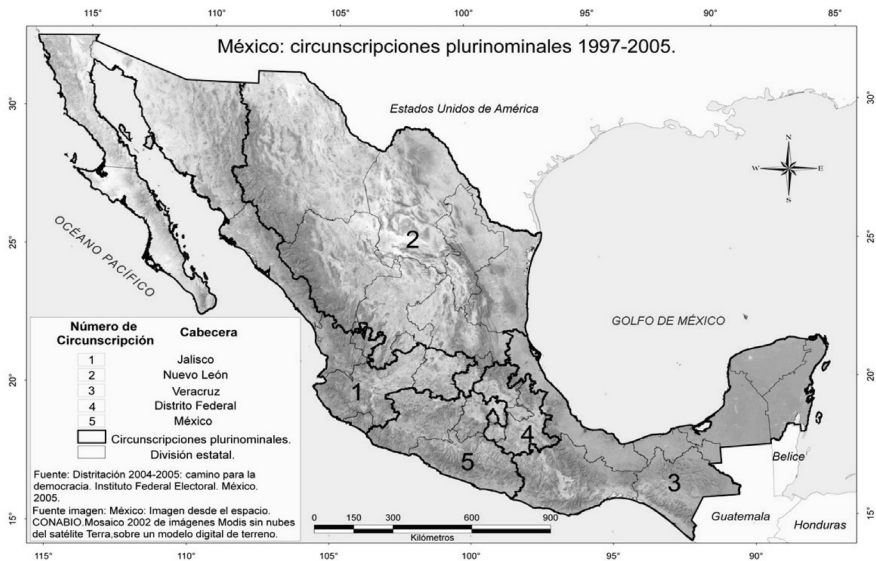 115° 110° 105° 100° 95° 90° 85°
México: circunscripciones plurinominales 1997-2005.
30°
30°
Estados Unidos de América
N
W E
S
25°
25°
OCÉANO PACÍFICO
2
GOLFO DE MÉXICO
Número de Circunscripción
Cabecera
1 Jalisco
2 Nuevo León
3 Veracruz
4 Distrito Federal
5 México
Circunscripciones plurinominales.
División estatal.
Fuente: Distritación 2004-2005: camino para la
democracia. Instituto Federal Electoral. México.
2005.
Fuente imagen: México: Imagen desde el espacio.
CONABIO.Mosaico 2002 de imágenes Modis sin nubes
del satélite Terra,sobre un modelo digital de terreno.
20°
20°
1
4
5
3
Belice
Guatemala
Honduras
0 150 300 600 900
Kilómetros
15°
15°
115° 110° 105° 100° 95° 90°